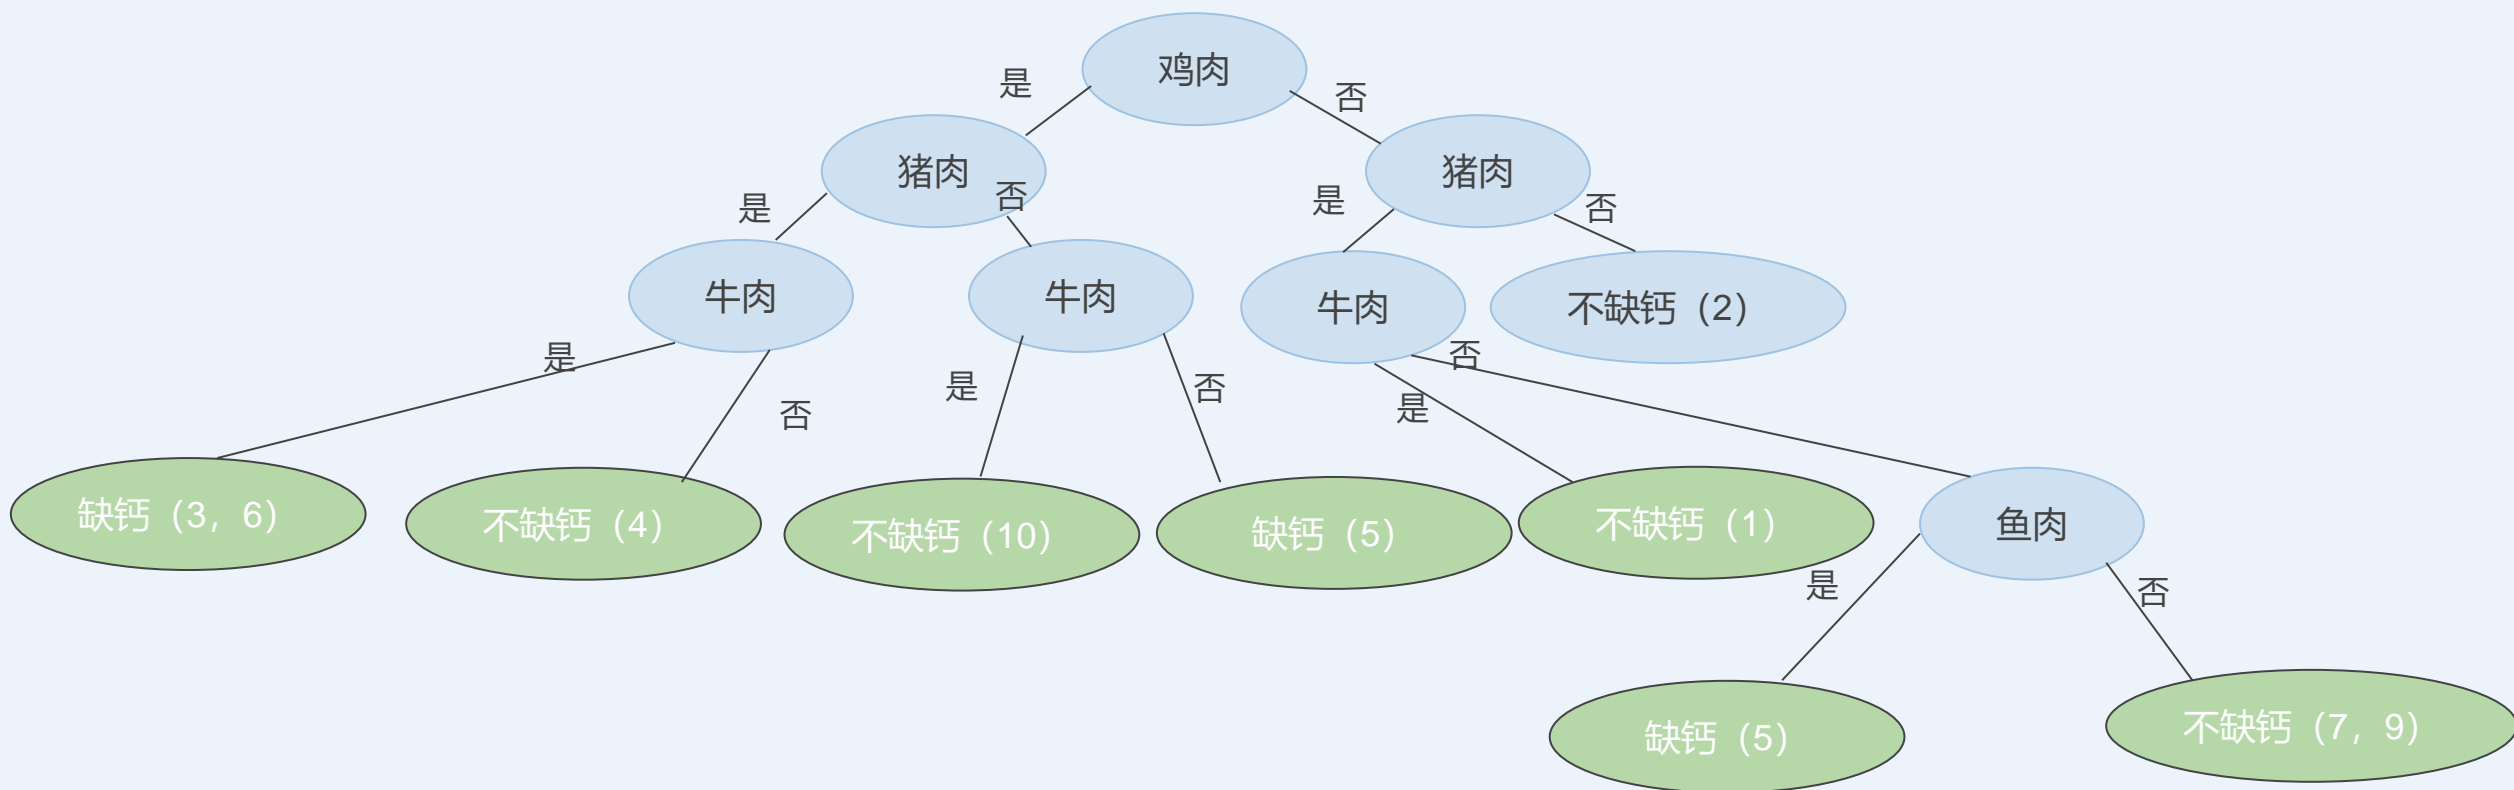 鸡肉
是
否
猪肉
猪肉
是
否
是
否
牛肉
牛肉
牛肉
不缺钙 (2)
是
否
是
否
否
是
缺钙 (3, 6)
不缺钙 (4)
不缺钙 (10)
缺钙 (5)
不缺钙 (1)
鱼肉
是
否
缺钙 (5)
不缺钙 (7, 9)